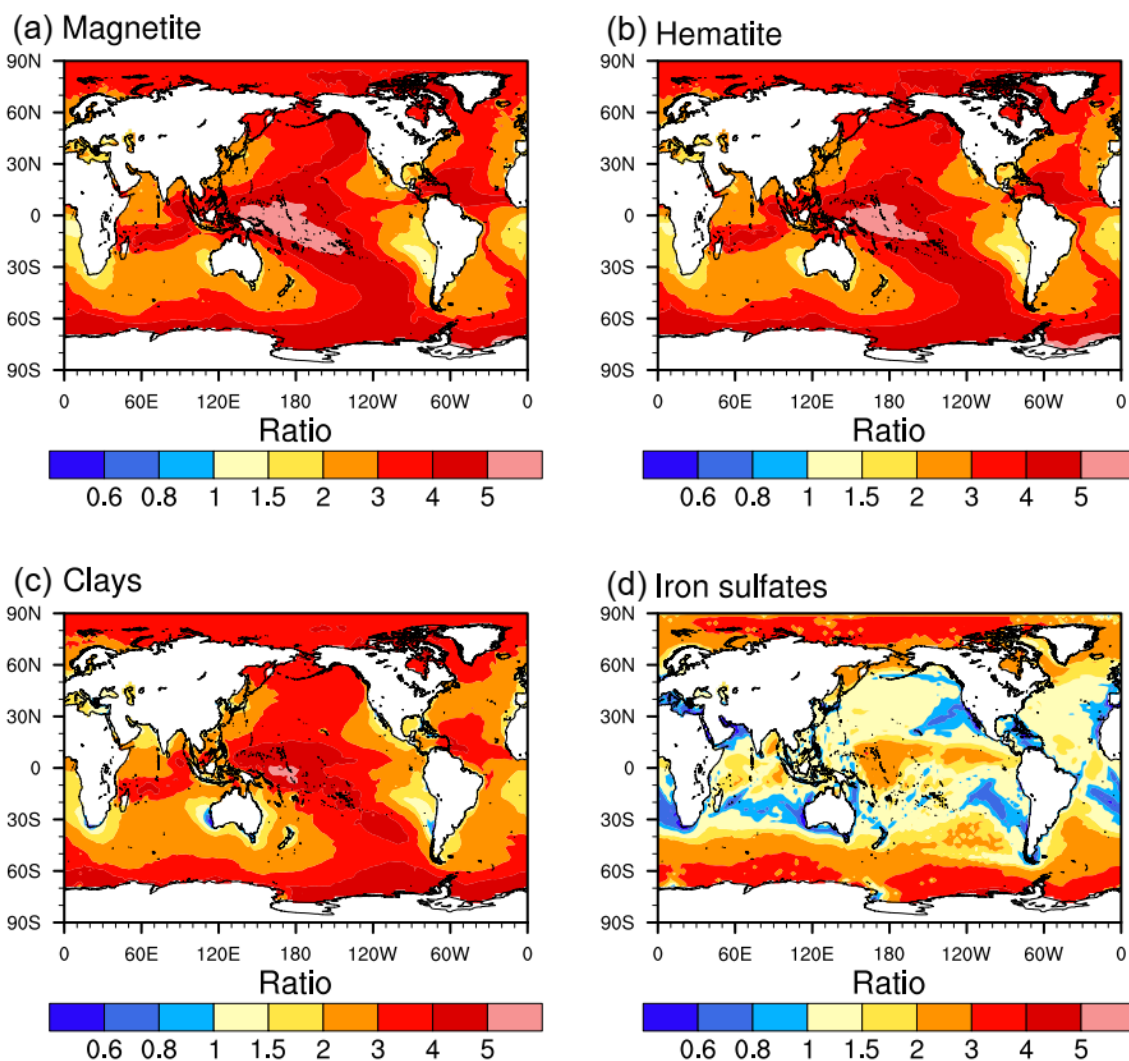 (a) Magnetite
90N
60N
30N
0
30S
60S
90S
0 60E 120E 180 120W 60W 0
Ratio
0.6 0.8 1 1.5 2 3 4 5
(b) Hematite
90N
60N
30N
0
30S
60S
90S
0 60E 120E 180 120W 60W 0
Ratio
0.6 0.8 1 1.5 2 3 4 5
(c) Clays
90N
60N
30N
0
30S
60S
90S
0 60E 120E 180 120W 60W 0
Ratio
0.6 0.8 1 1.5 2 3 4 5
(d) Iron sulfates
90N
60N
30N
0
30S
60S
90S
0 60E 120E 180 120W 60W 0
Ratio
0.6 0.8 1 1.5 2 3 4 5